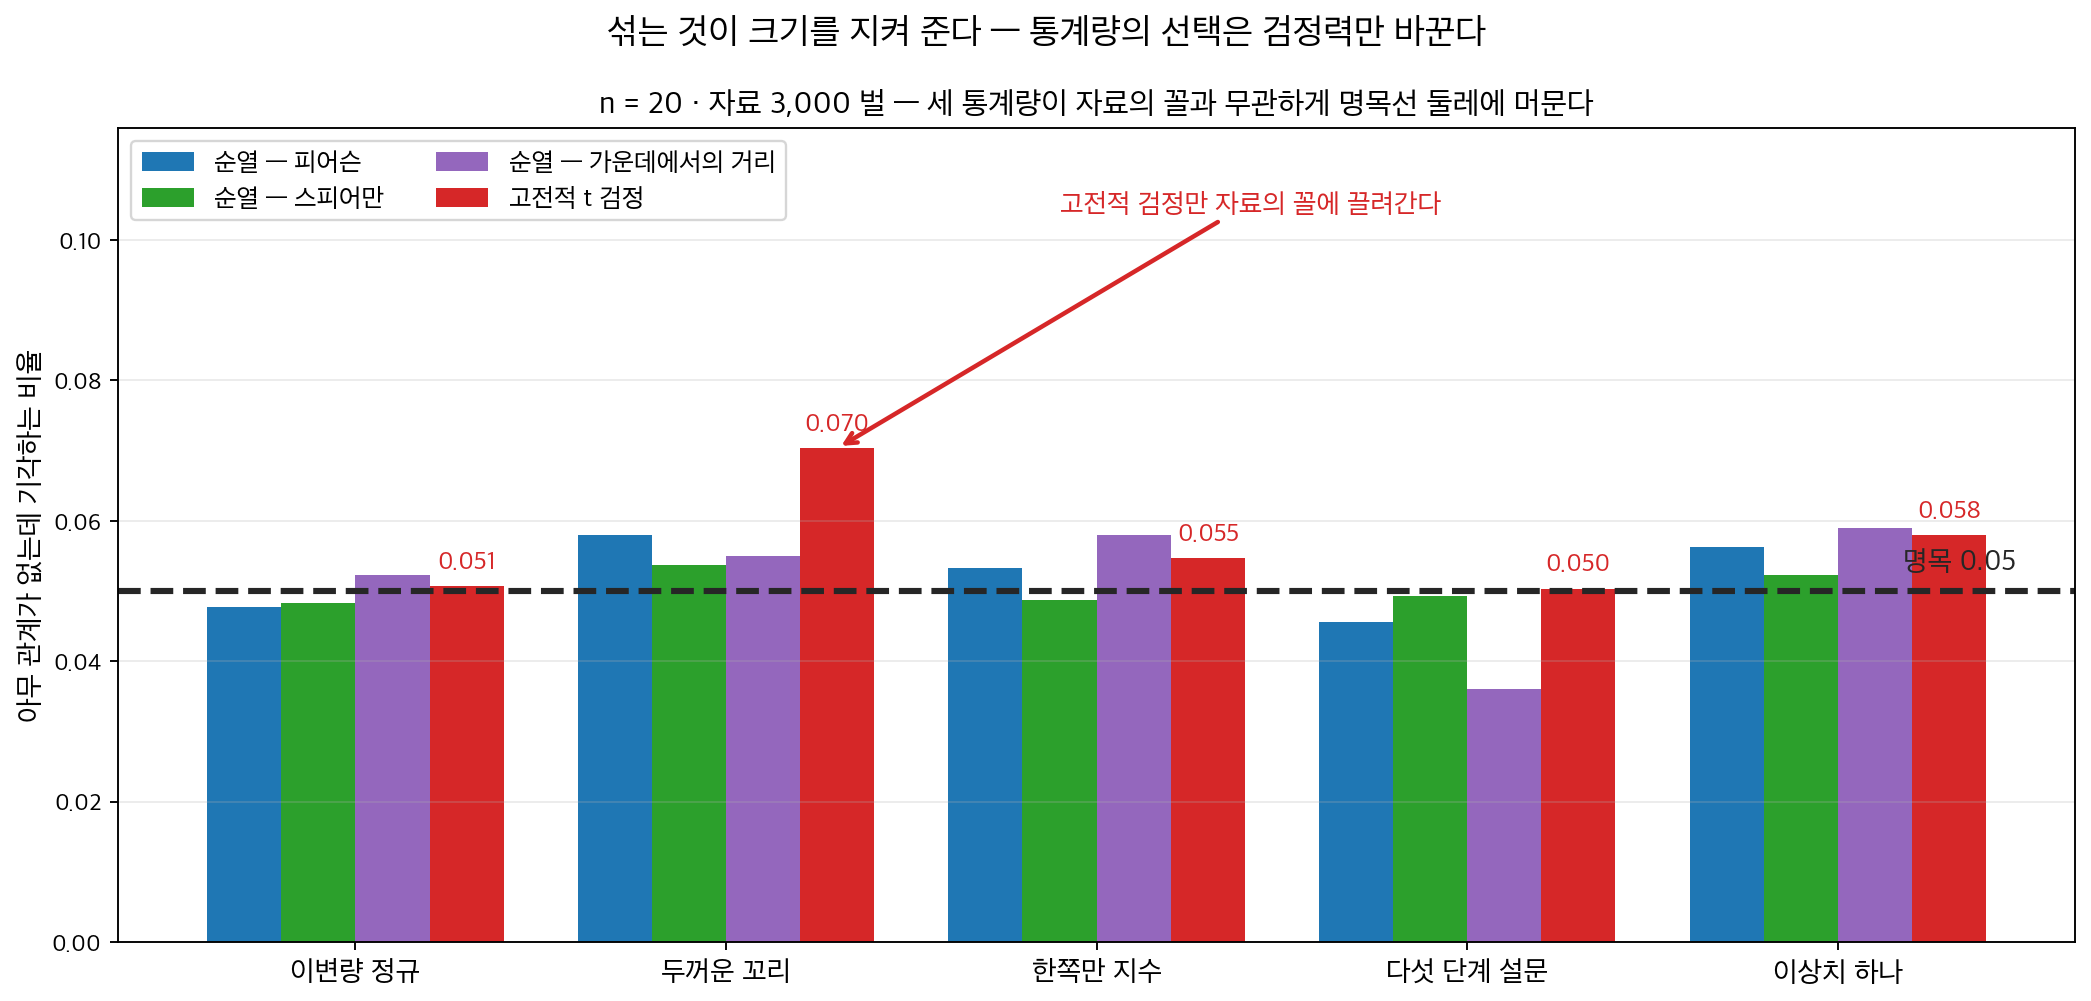 섞는 것이 크기를 지켜 준다 — 통계량의 선택은 검정력만 바꾼다
n = 20 · 자료 3,000 벌 — 세 통계량이 자료의 꼴과 무관하게 명목선 둘레에 머문다
순열 — 피어슨
순열 — 스피어만
순열 — 가운데에서의 거리
고전적 t 검정
고전적 검정만 자료의 꼴에 끌려간다
아무 관계가 없는데 기각하는 비율
0.10
0.08
0.06
0.04
0.02
0.00
0.051
0.070
0.055
0.050
0.058
명목 0.05
이변량 정규
두꺼운 꼬리
한쪽만 지수
다섯 단계 설문
이상치 하나